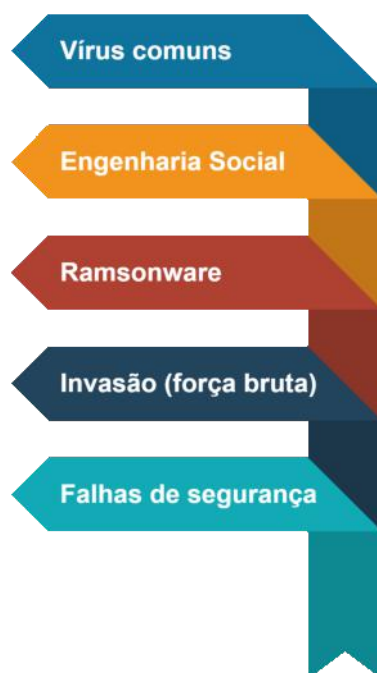 Vírus comuns
Engenharia Social
Ramsonware
Invasão (força bruta)
Falhas de segurança